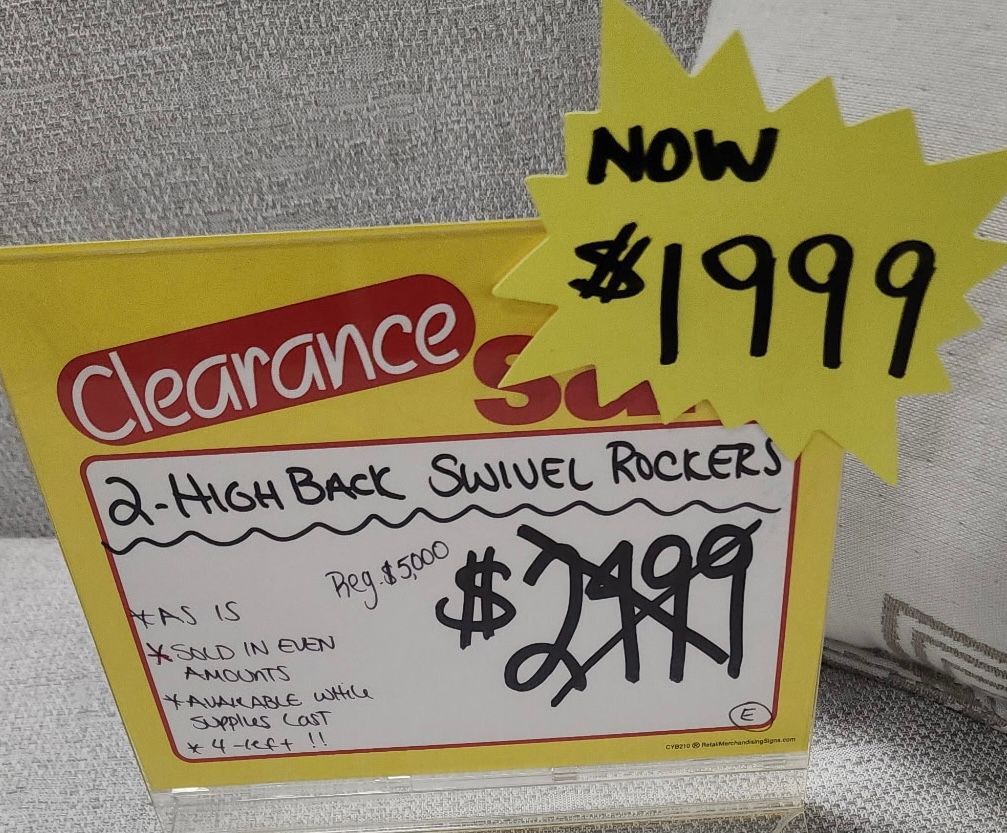 NOW
$1999
Clearance
2-HIGH BACK SWIVEL ROCKERS
Reg. $5,000
$2499
* AS IS
* SOLD IN EVEN
AMOUNTS
* AVAILABLE WHILE
SUPPLIES LAST
* 4-left !!
E
CYB210 ® RetailMerchandisingSigns.com